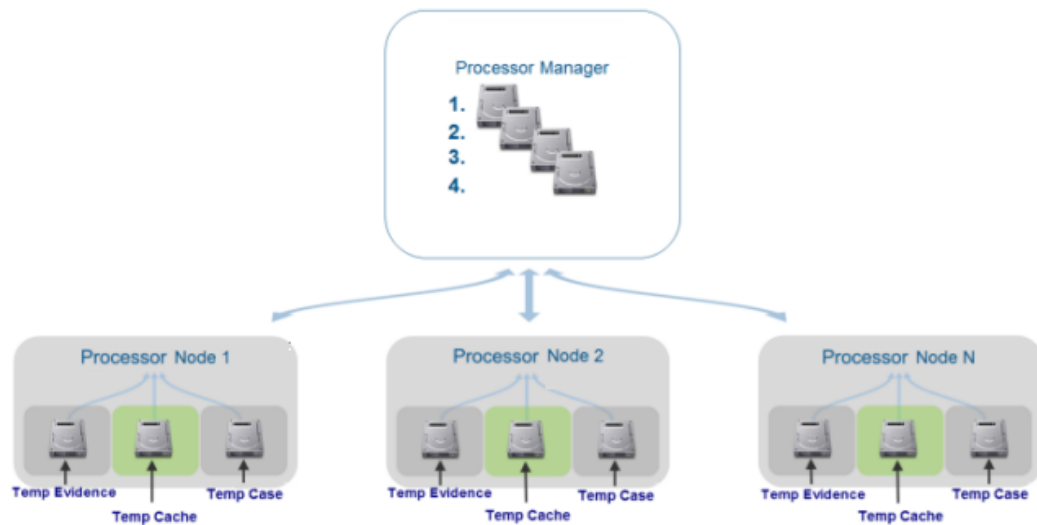 Processor Manager
1.
2.
3.
4.
Processor Node 1
Processor Node 2
Processor Node N
Temp Evidence
Temp Case
Temp Cache
Temp Evidence
Temp Case
Temp Cache
Temp Evidence
Temp Case
Temp Cache